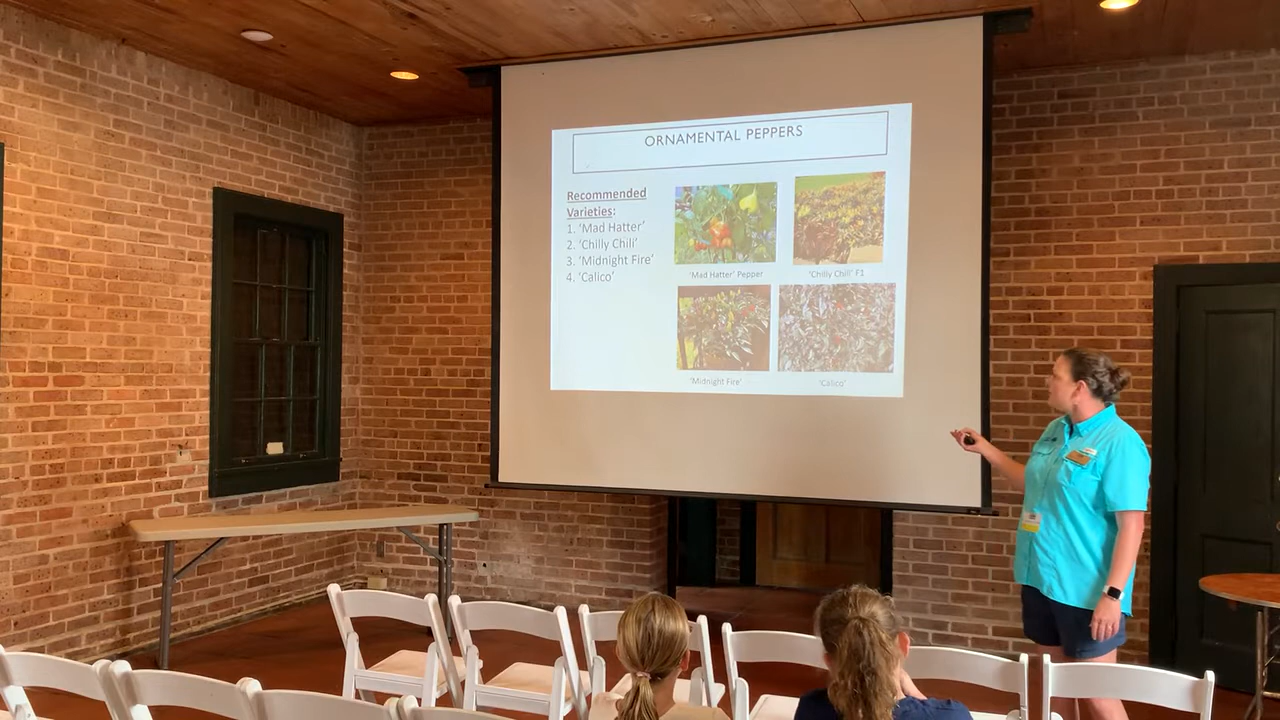 ORNAMENTAL PEPPERS
Recommended
Varieties:
1. 'Mad Hatter'
2. 'Chilly Chili'
3. 'Midnight Fire'
4. 'Calico'
'Mad Hatter' Pepper
'Chilly Chili' F1
'Midnight Fire'
'Calico'